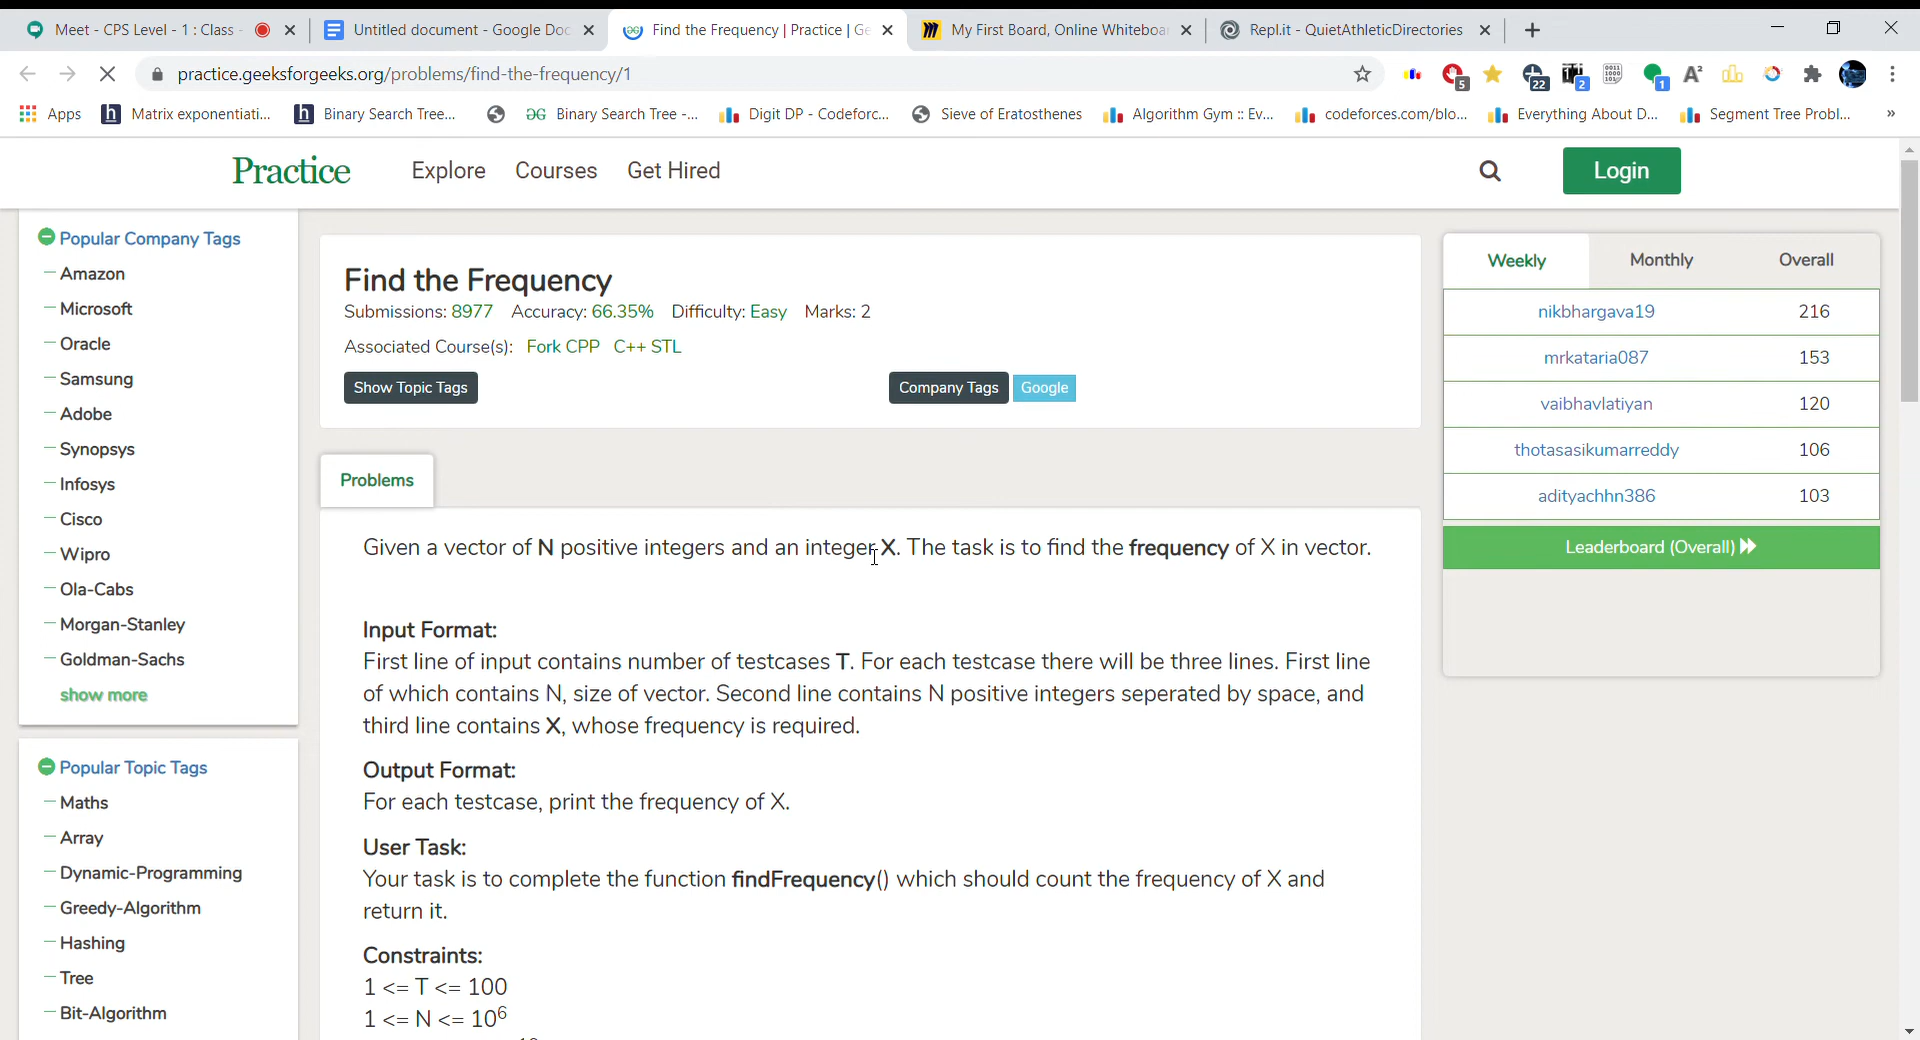 Meet - CPS Level - 1 : Class -
Untitled document - Google Doc
Find the Frequency | Practice | Ge
My First Board, Online Whiteboar
Repl.it - QuietAthleticDirectories
practice.geeksforgeeks.org/problems/find-the-frequency/1
5
22
2
1
Apps
Matrix exponentiati...
Binary Search Tree...
Binary Search Tree -...
Digit DP - Codeforc...
Sieve of Eratosthenes
Algorithm Gym :: Ev...
codeforces.com/blo...
Everything About D...
Segment Tree Probl...
»
Practice
Explore
Courses
Get Hired
Login
Popular Company Tags
Amazon
Microsoft
Oracle
Samsung
Adobe
Synopsys
Infosys
Cisco
Wipro
Ola-Cabs
Morgan-Stanley
Goldman-Sachs
show more
Popular Topic Tags
Maths
Array
Dynamic-Programming
Greedy-Algorithm
Hashing
Tree
Bit-Algorithm
Find the Frequency
Submissions: 8977 Accuracy: 66.35% Difficulty: Easy Marks: 2
Associated Course(s): Fork CPP C++ STL
Show Topic Tags
Company Tags
Google
Problems
Given a vector of N positive integers and an integer X. The task is to find the frequency of X in vector.
Input Format:
First line of input contains number of testcases T. For each testcase there will be three lines. First line
of which contains N, size of vector. Second line contains N positive integers seperated by space, and
third line contains X, whose frequency is required.
Output Format:
For each testcase, print the frequency of X.
User Task:
Your task is to complete the function findFrequency() which should count the frequency of X and
return it.
Constraints:
1 <= T <= 100
1 <= N <= 10⁶
Weekly
Monthly
Overall
nikbhargava19 216
mrkataria087 153
vaibhavlatiyan 120
thotasasikumarreddy 106
adityachhn386 103
Leaderboard (Overall)